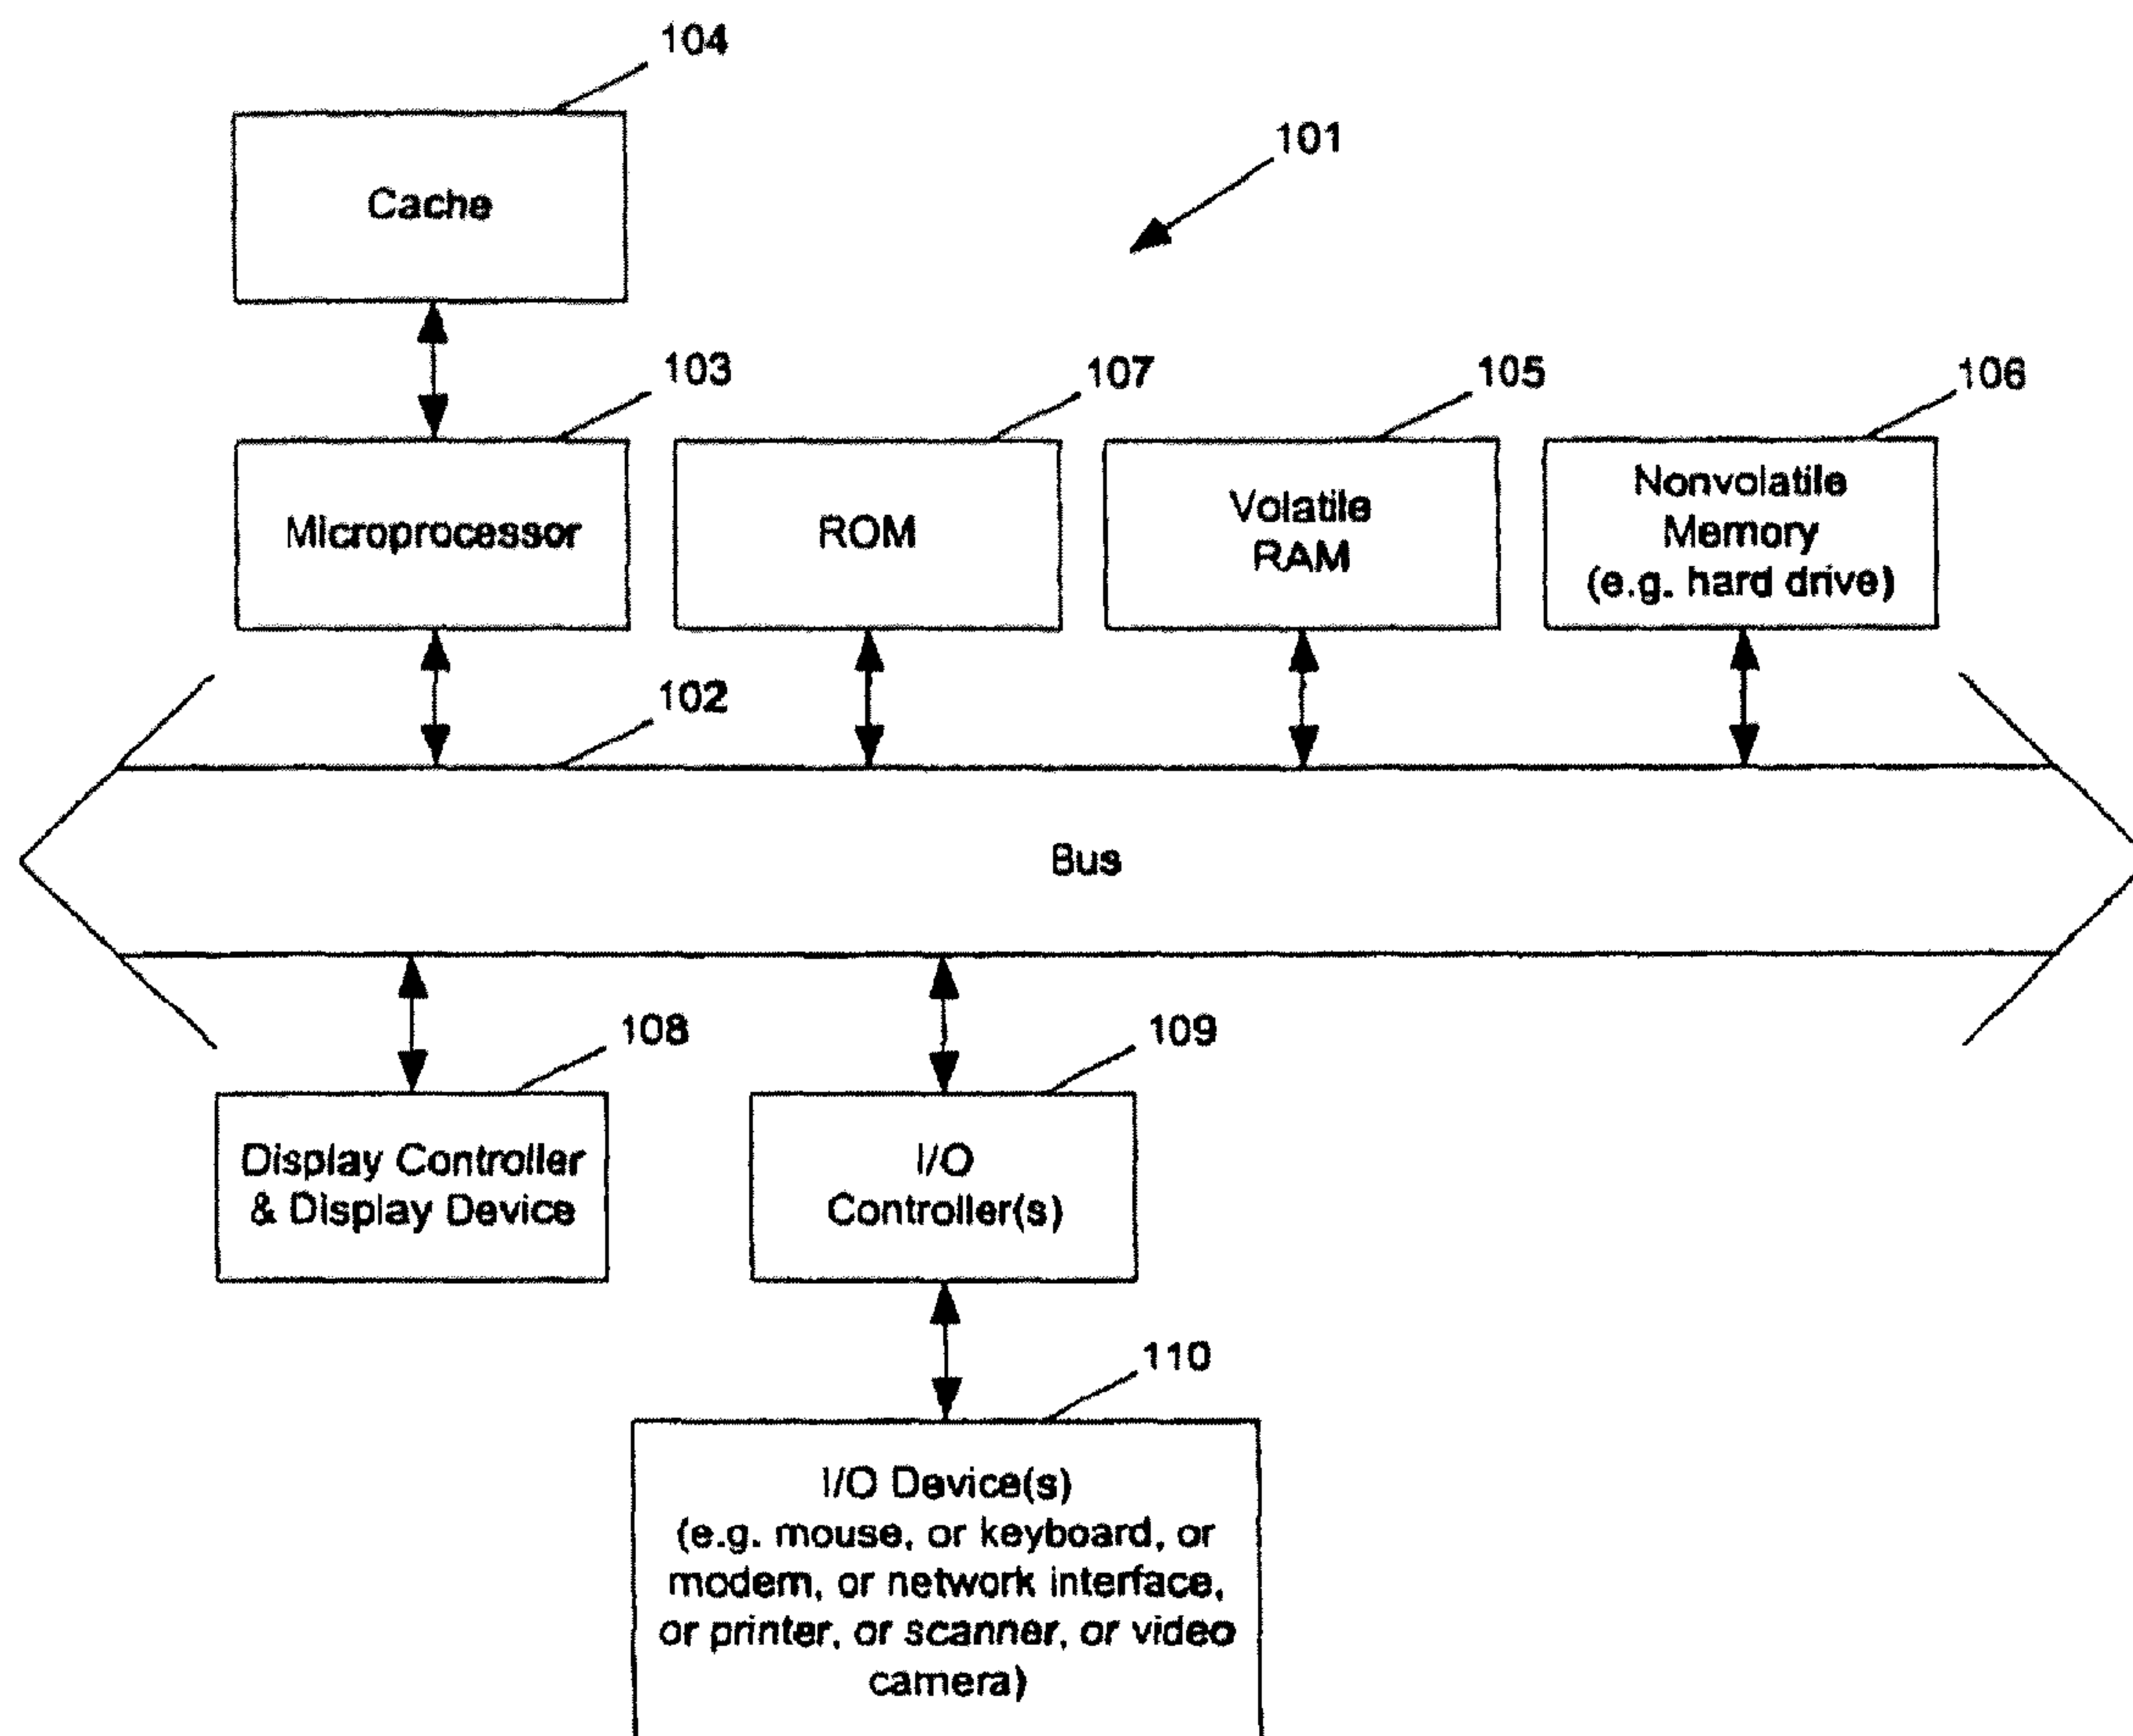 104
101
Cache
103
107
105
106
Microprocessor
ROM
Volatile
RAM
Nonvolatile
Memory
(e.g. hard drive)
102
Bus
108
109
Display Controller
& Display Device
I/O
Controller(s)
110
I/O Device(s)
(e.g. mouse, or keyboard, or
modem, or network interface,
or printer, or scanner, or video
camera)